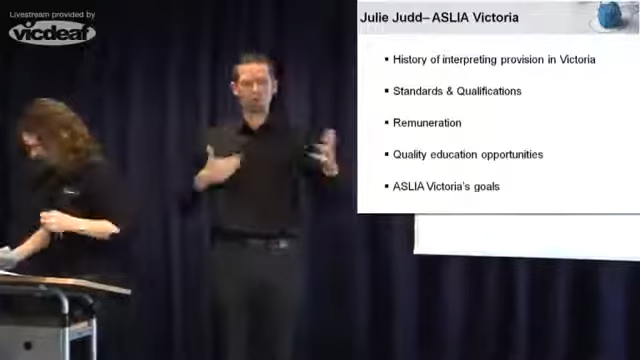 Livestream provided by
vicdeaf
Julie Judd– ASLIA Victoria
▪ History of interpreting provision in Victoria
▪ Standards & Qualifications
▪ Remuneration
▪ Quality education opportunities
▪ ASLIA Victoria's goals